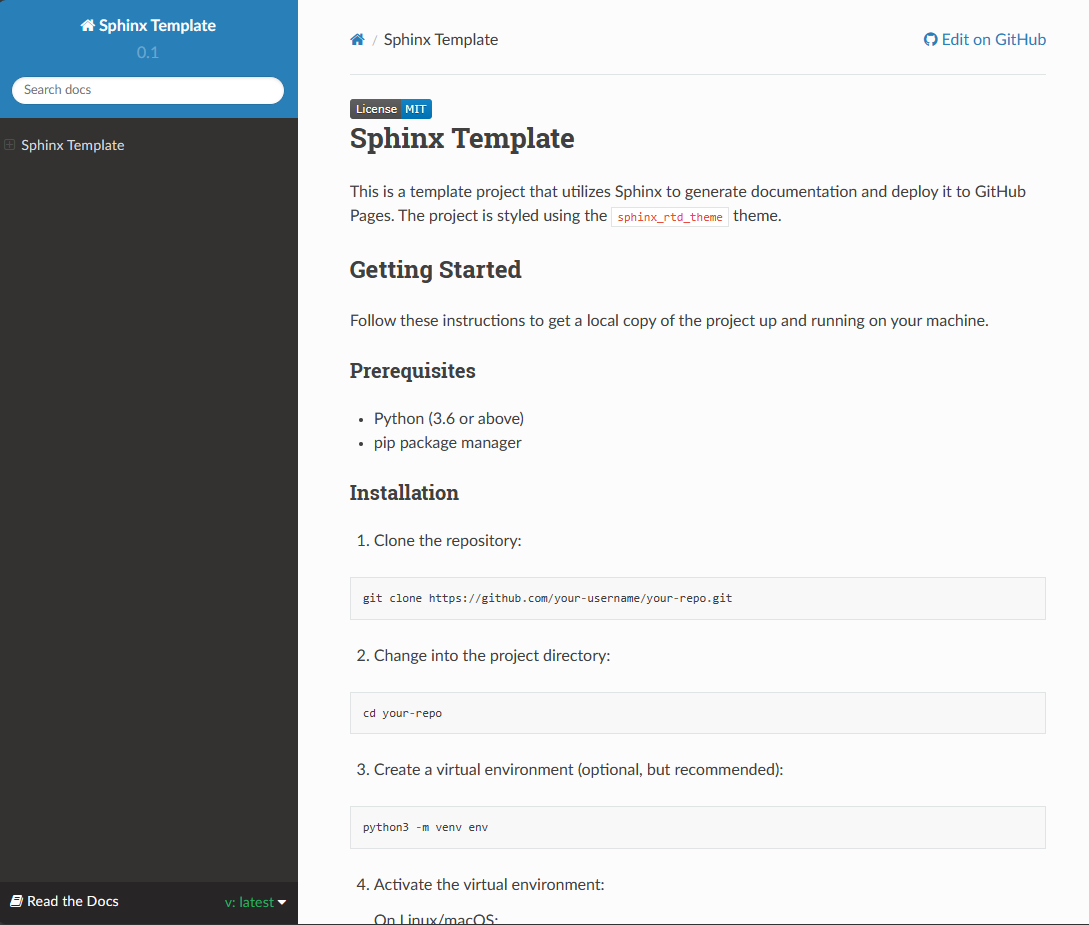 Sphinx Template
0.1
Search docs
Sphinx Template
Read the Docs
v: latest
/ Sphinx Template
Edit on GitHub
License MIT
Sphinx Template
This is a template project that utilizes Sphinx to generate documentation and deploy it to GitHub
Pages. The project is styled using the sphinx_rtd_theme theme.
Getting Started
Follow these instructions to get a local copy of the project up and running on your machine.
Prerequisites
• Python (3.6 or above)
• pip package manager
Installation
1. Clone the repository:
git clone https://github.com/your-username/your-repo.git
2. Change into the project directory:
cd your-repo
3. Create a virtual environment (optional, but recommended):
python3 -m venv env
4. Activate the virtual environment:
On Linux/macOS: